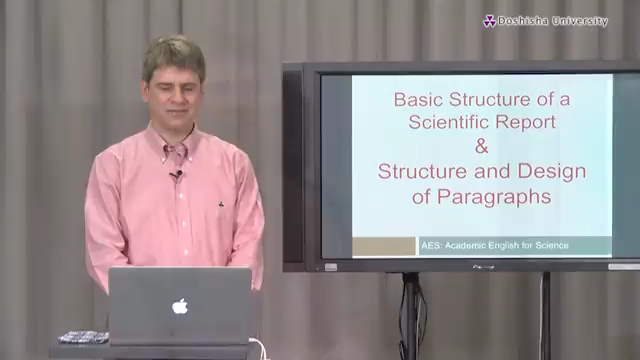 Doshisha University
Basic Structure of a
Scientific Report
&
Structure and Design
of Paragraphs
AES: Academic English for Science